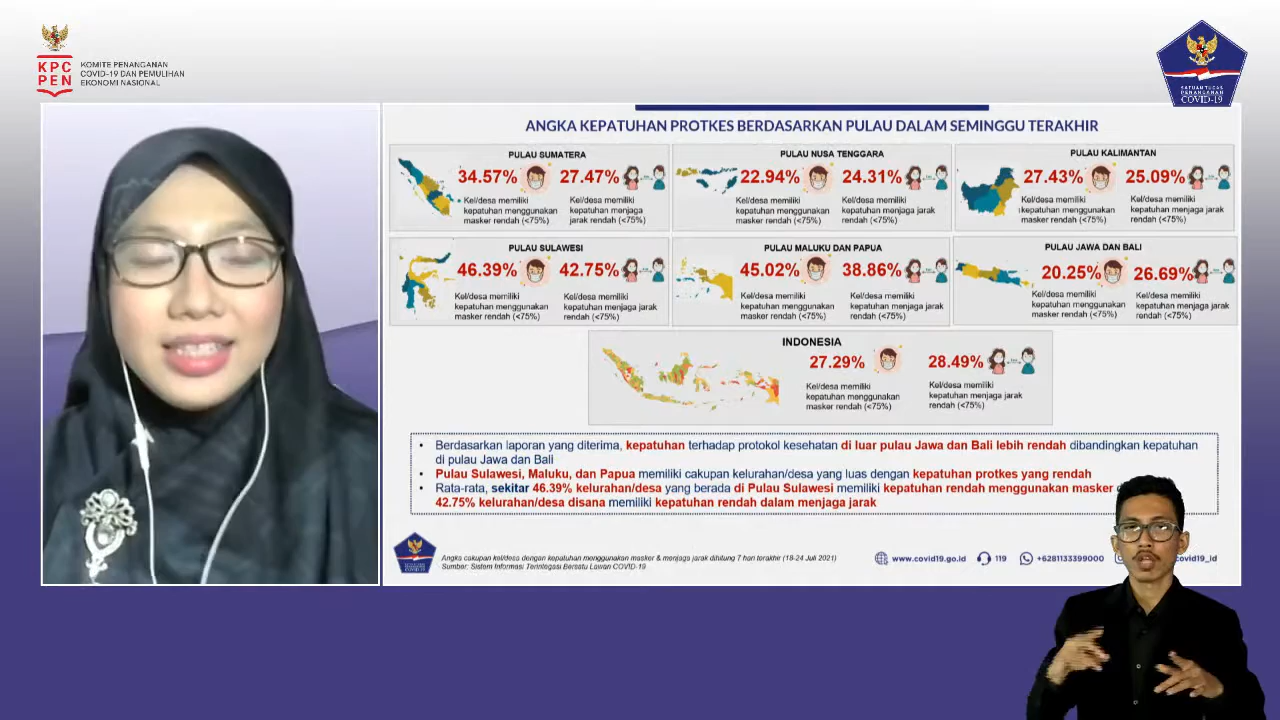 KPC
PEN
KOMITE PENANGANAN
COVID-19 DAN PEMULIHAN
EKONOMI NASIONAL
SATUAN TUGAS
PENANGANAN
COVID-19
ANGKA KEPATUHAN PROTKES BERDASARKAN PULAU DALAM SEMINGGU TERAKHIR
PULAU SUMATERA
34.57%
27.47%
Kel/desa memiliki
kepatuhan menggunakan
masker rendah (<75%)
Kel/desa memiliki
kepatuhan menjaga
jarak rendah (<75%)
PULAU NUSA TENGGARA
22.94%
24.31%
Kel/desa memiliki
kepatuhan menggunakan
masker rendah (<75%)
Kel/desa memiliki
kepatuhan menjaga jarak
rendah (<75%)
PULAU KALIMANTAN
27.43%
25.09%
Kel/desa memiliki
kepatuhan menggunakan
masker rendah (<75%)
Kel/desa memiliki
kepatuhan menjaga jarak
rendah (<75%)
PULAU SULAWESI
46.39%
42.75%
Kel/desa memiliki
kepatuhan menggunakan
masker rendah (<75%)
Kel/desa memiliki
kepatuhan menjaga jarak
rendah (<75%)
PULAU MALUKU DAN PAPUA
45.02%
38.86%
Kel/desa memiliki
kepatuhan menggunakan
masker rendah (<75%)
Kel/desa memiliki
kepatuhan menjaga jarak
rendah (<75%)
PULAU JAWA DAN BALI
20.25%
26.69%
Kel/desa memiliki
kepatuhan menggunakan
masker rendah (<75%)
Kel/desa memiliki
kepatuhan menjaga jarak
rendah (<75%)
INDONESIA
27.29%
28.49%
Kel/desa memiliki
kepatuhan menggunakan
masker rendah (<75%)
Kel/desa memiliki
kepatuhan menjaga jarak
rendah (<75%)
• Berdasarkan laporan yang diterima, kepatuhan terhadap protokol kesehatan di luar pulau Jawa dan Bali lebih rendah dibandingkan kepatuhan
di pulau Jawa dan Bali
• Pulau Sulawesi, Maluku, dan Papua memiliki cakupan kelurahan/desa yang luas dengan kepatuhan protkes yang rendah
• Rata-rata, sekitar 46.39% kelurahan/desa yang berada di Pulau Sulawesi memiliki kepatuhan rendah menggunakan masker
42.75% kelurahan/desa disana memiliki kepatuhan rendah dalam menjaga jarak
Angka cakupan kel/desa dengan kepatuhan menggunakan masker & menjaga jarak dihitung 7 hari terakhir (18-24 Juli 2021)
Sumber: Sistem Informasi Terintegasi Bersatu Lawan COVID-19
www.covid19.go.id
119
+6281133399000
covid19_id